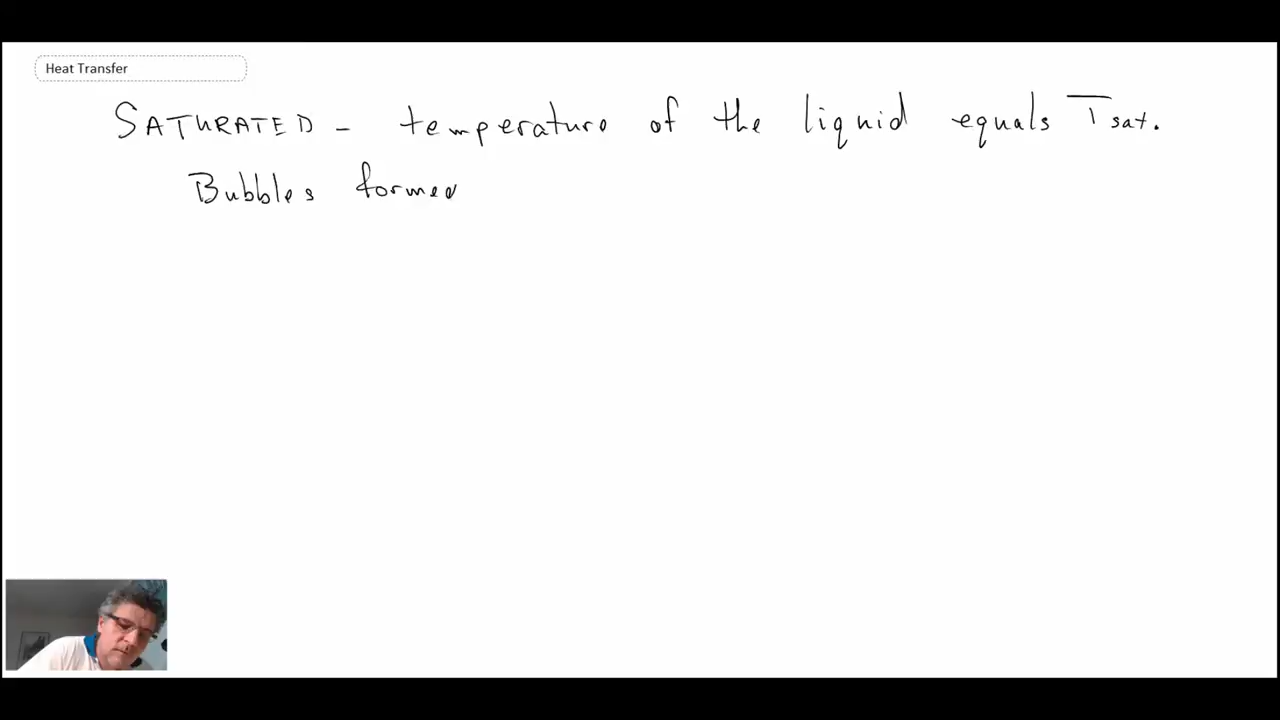 Heat Transfer
SATURATED - temperature of the liquid equals Tsat.
Bubbles formed